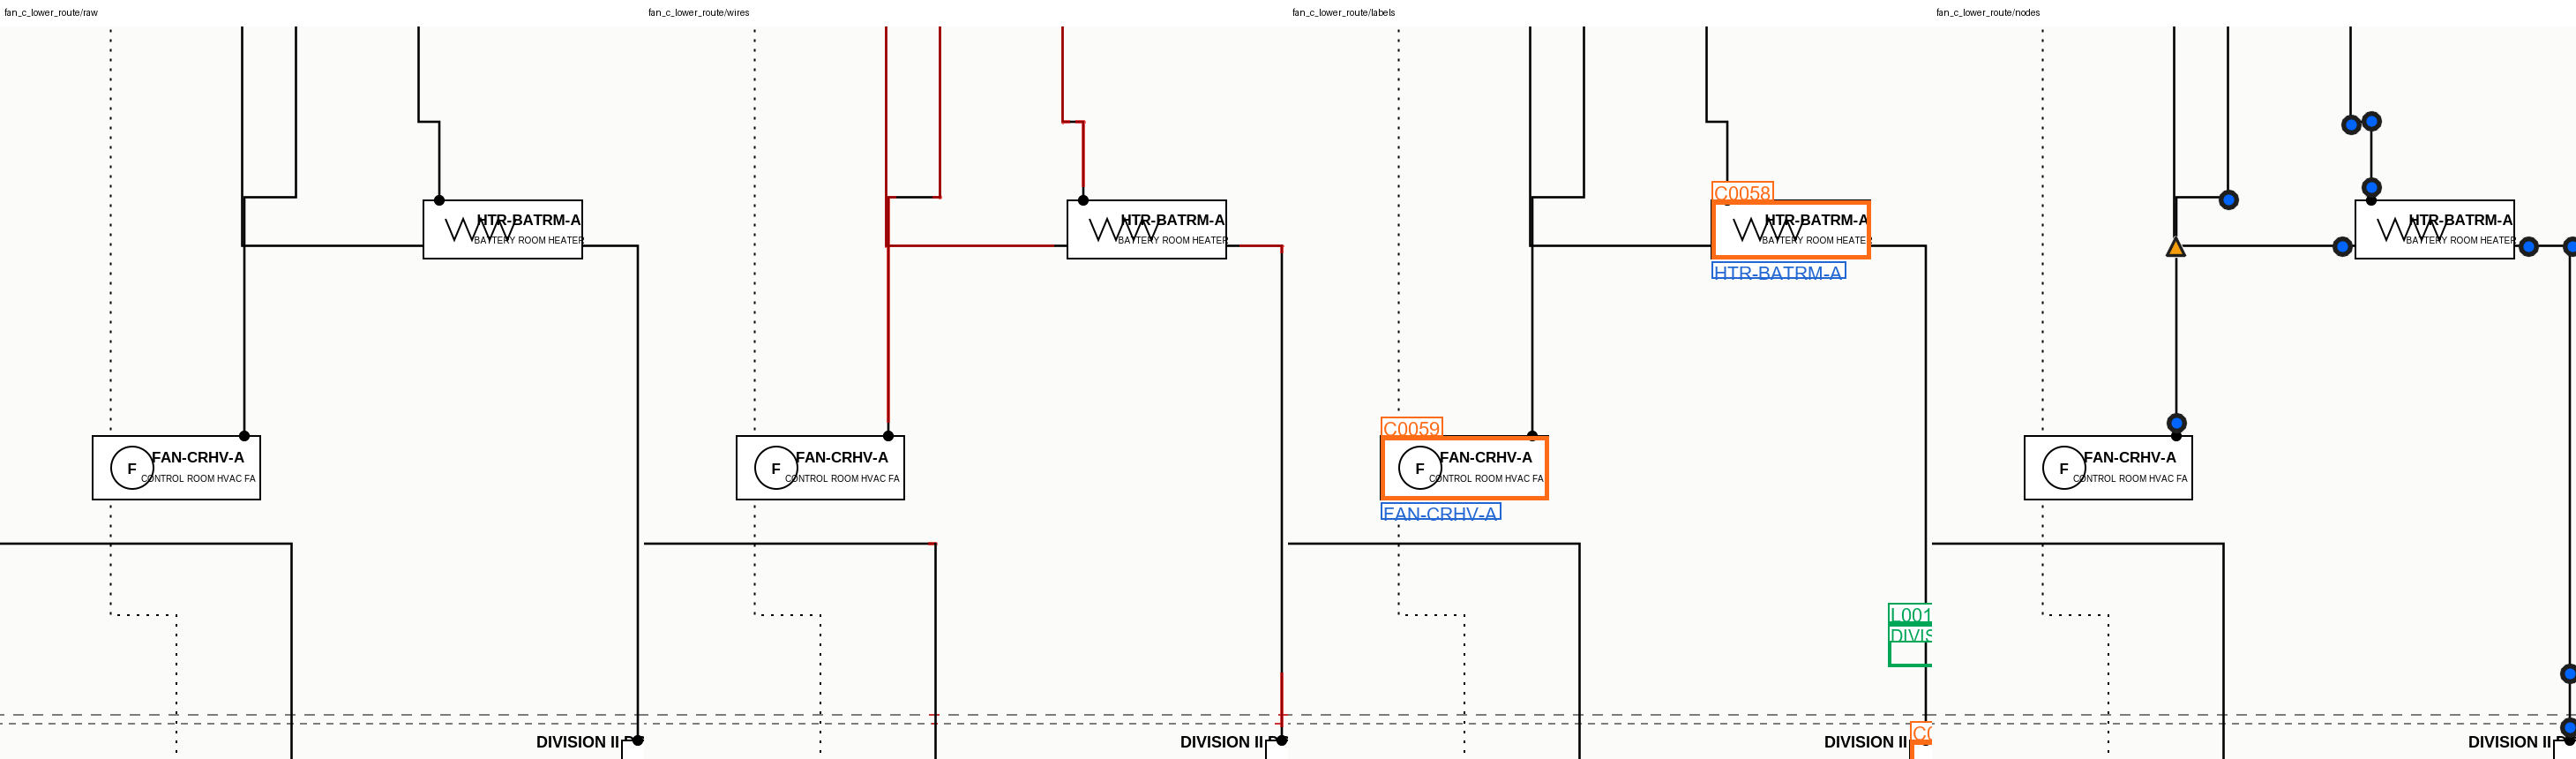 fan_c_lower_route/raw
fan_c_lower_route/wires
fan_c_lower_route/labels
fan_c_lower_route/nodes
HTR-BATRM-A
BATTERY ROOM HEATER
F
FAN-CRHV-A
CONTROL ROOM HVAC FA
DIVISION II
HTR-BATRM-A
BATTERY ROOM HEATER
F
FAN-CRHV-A
CONTROL ROOM HVAC FA
DIVISION II
C0058
HTR-BATRM-A
BATTERY ROOM HEATE
HTR-BATRM-A
C0059
F
FAN-CRHV-A
CONTROL ROOM HVAC FA
FAN-CRHV-A
L001
DIVIS
DIVISION II
HTR-BATRM-A
BATTERY ROOM HEATER
F
FAN-CRHV-A
CONTROL ROOM HVAC FA
DIVISION II